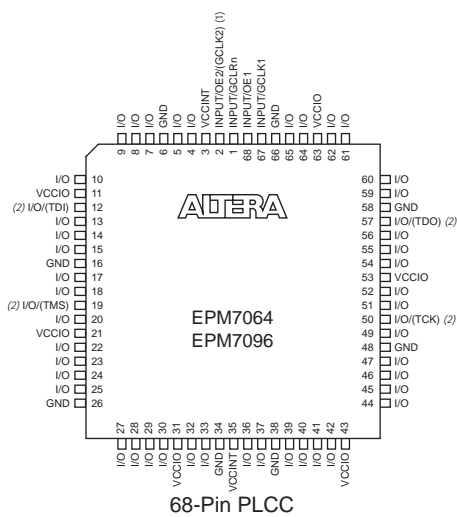 I/O
I/O
I/O
GND
I/O
I/O
VCCINT
INPUT/OE2/(GCLK2) (1)
INPUT/GCLRn
INPUT/OE1
INPUT/GCLK1
GND
I/O
I/O
VCCIO
I/O
I/O
9 8 7 6 5 4 3 2 1 68 67 66 65 64 63 62 61
I/O 10
VCCIO 11
(2) I/O/(TDI) 12
I/O 13
I/O 14
I/O 15
GND 16
I/O 17
I/O 18
(2) I/O/(TMS) 19
I/O 20
VCCIO 21
I/O 22
I/O 23
I/O 24
I/O 25
GND 26
ALTERA
EPM7064
EPM7096
60 I/O
59 I/O
58 GND
57 I/O/(TDO) (2)
56 I/O
55 I/O
54 I/O
53 VCCIO
52 I/O
51 I/O
50 I/O/(TCK) (2)
49 I/O
48 GND
47 I/O
46 I/O
45 I/O
44 I/O
27 28 29 30 31 32 33 34 35 36 37 38 39 40 41 42 43
I/O
I/O
I/O
I/O
VCCIO
I/O
I/O
GND
VCCINT
I/O
I/O
GND
I/O
I/O
I/O
I/O
VCCIO
68-Pin PLCC